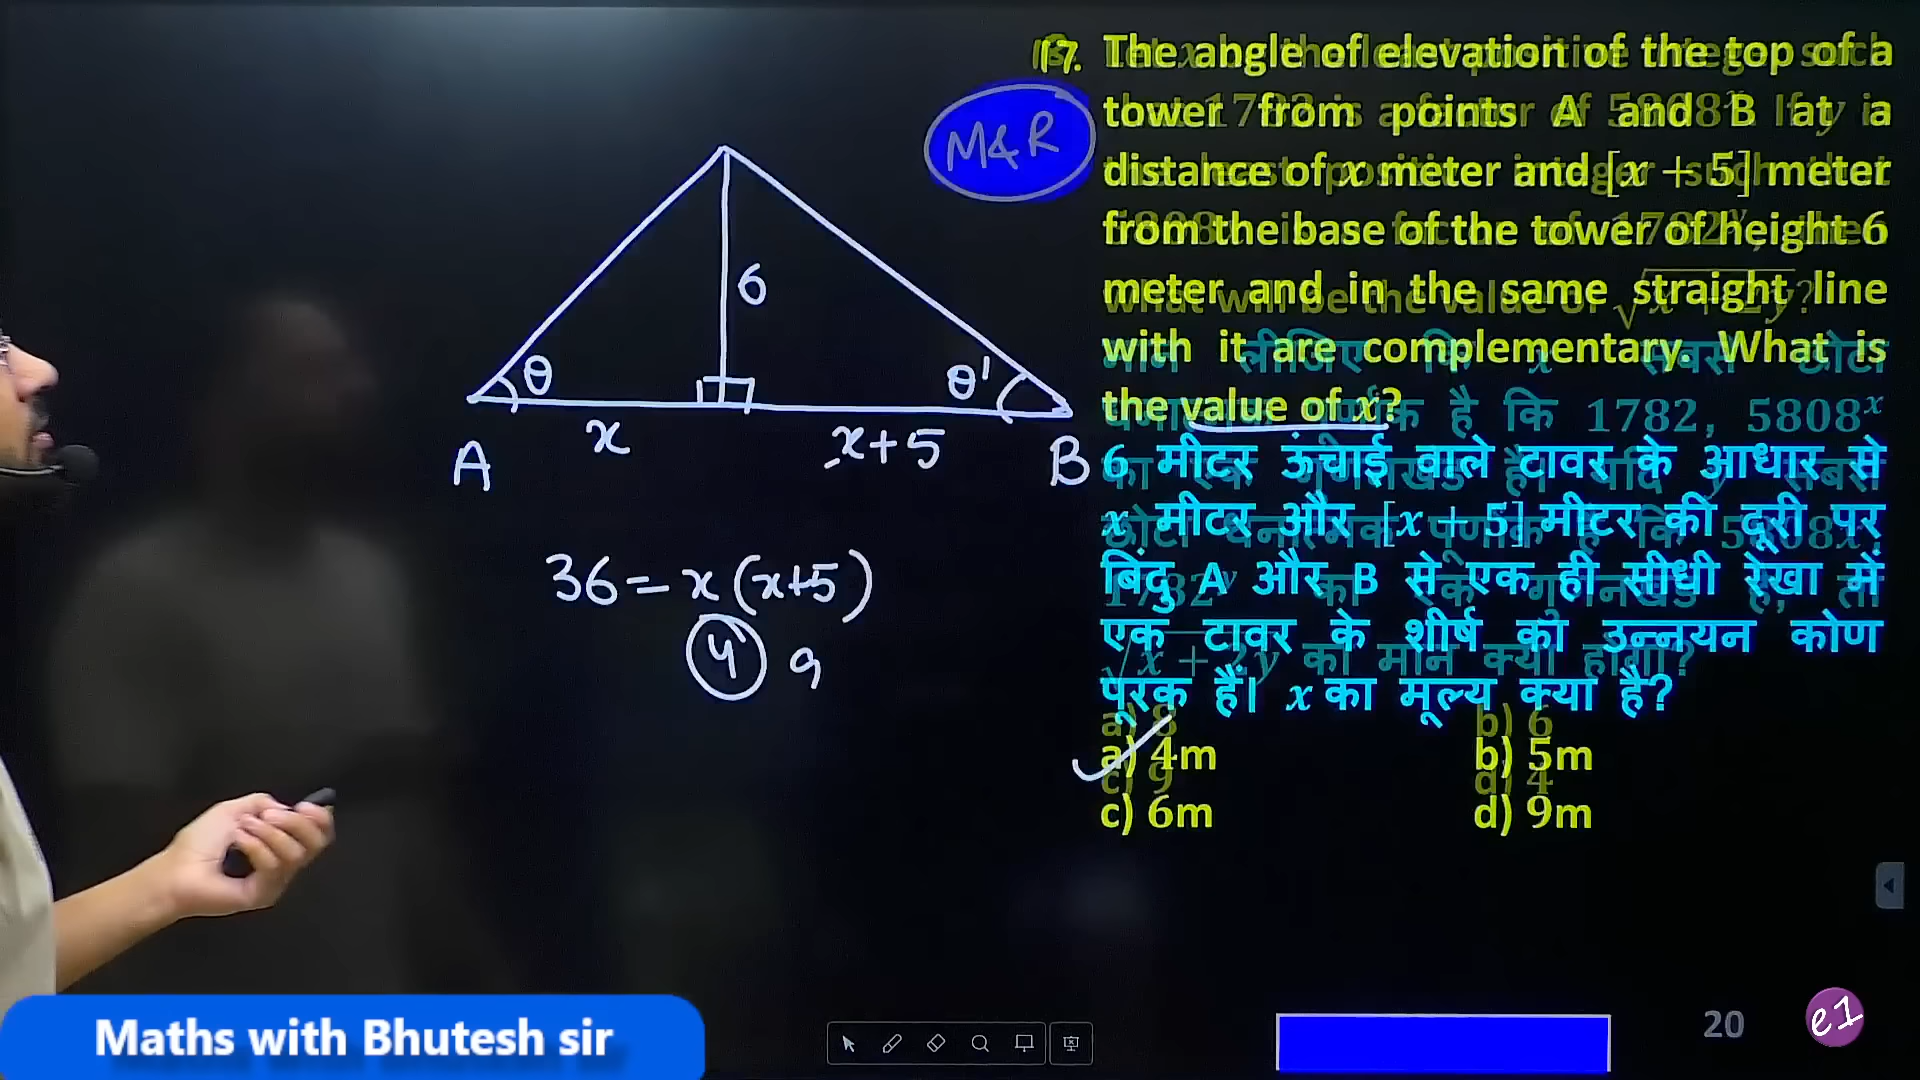 17. The angle of elevation of the top of a
tower from points A and B at a
distance of x meter and [x + 5] meter
from the base of the tower of height 6
meter and in the same straight line
with it are complementary. What is
the value of x?
6 मीटर ऊंचाई वाले टावर के आधार से
x मीटर और [x + 5] मीटर की दूरी पर
बिंदु A और B से एक ही सीधी रेखा में
एक टावर के शीर्ष का उन्नयन कोण
पूरक हैं। x का मूल्य क्या है?
a) 4m b) 5m
c) 6m d) 9m
M&R
6
θ θ'
x x+5
A B
36 = x (x+5)
4 9
Maths with Bhutesh sir
20
e1